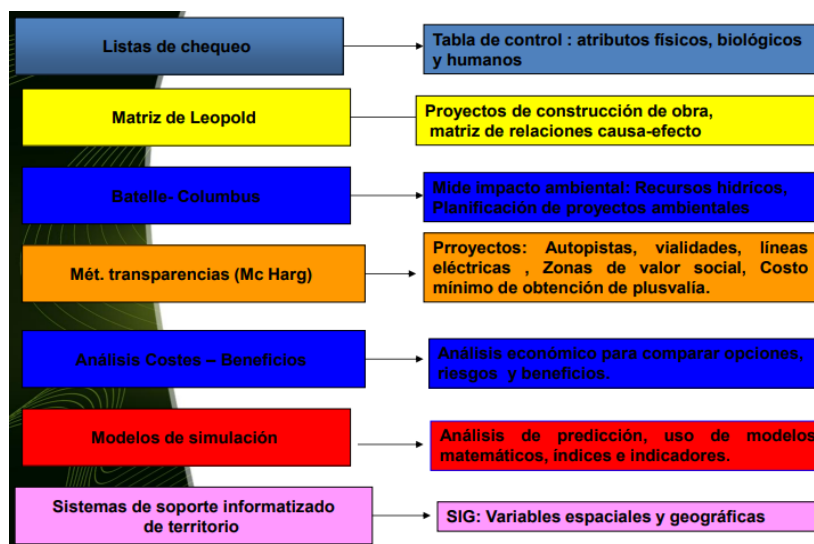 Listas de chequeo
Tabla de control : atributos físicos, biológicos
y humanos
Matriz de Leopold
Proyectos de construcción de obra,
matriz de relaciones causa-efecto
Batelle- Columbus
Mide impacto ambiental: Recursos hídricos,
Planificación de proyectos ambientales
Mét. transparencias (Mc Harg)
Prroyectos: Autopistas, vialidades, líneas
eléctricas , Zonas de valor social, Costo
mínimo de obtención de plusvalía.
Análisis Costes – Beneficios
Análisis económico para comparar opciones,
riesgos y beneficios.
Modelos de simulación
Análisis de predicción, uso de modelos
matemáticos, índices e indicadores.
Sistemas de soporte informatizado
de territorio
SIG: Variables espaciales y geográficas